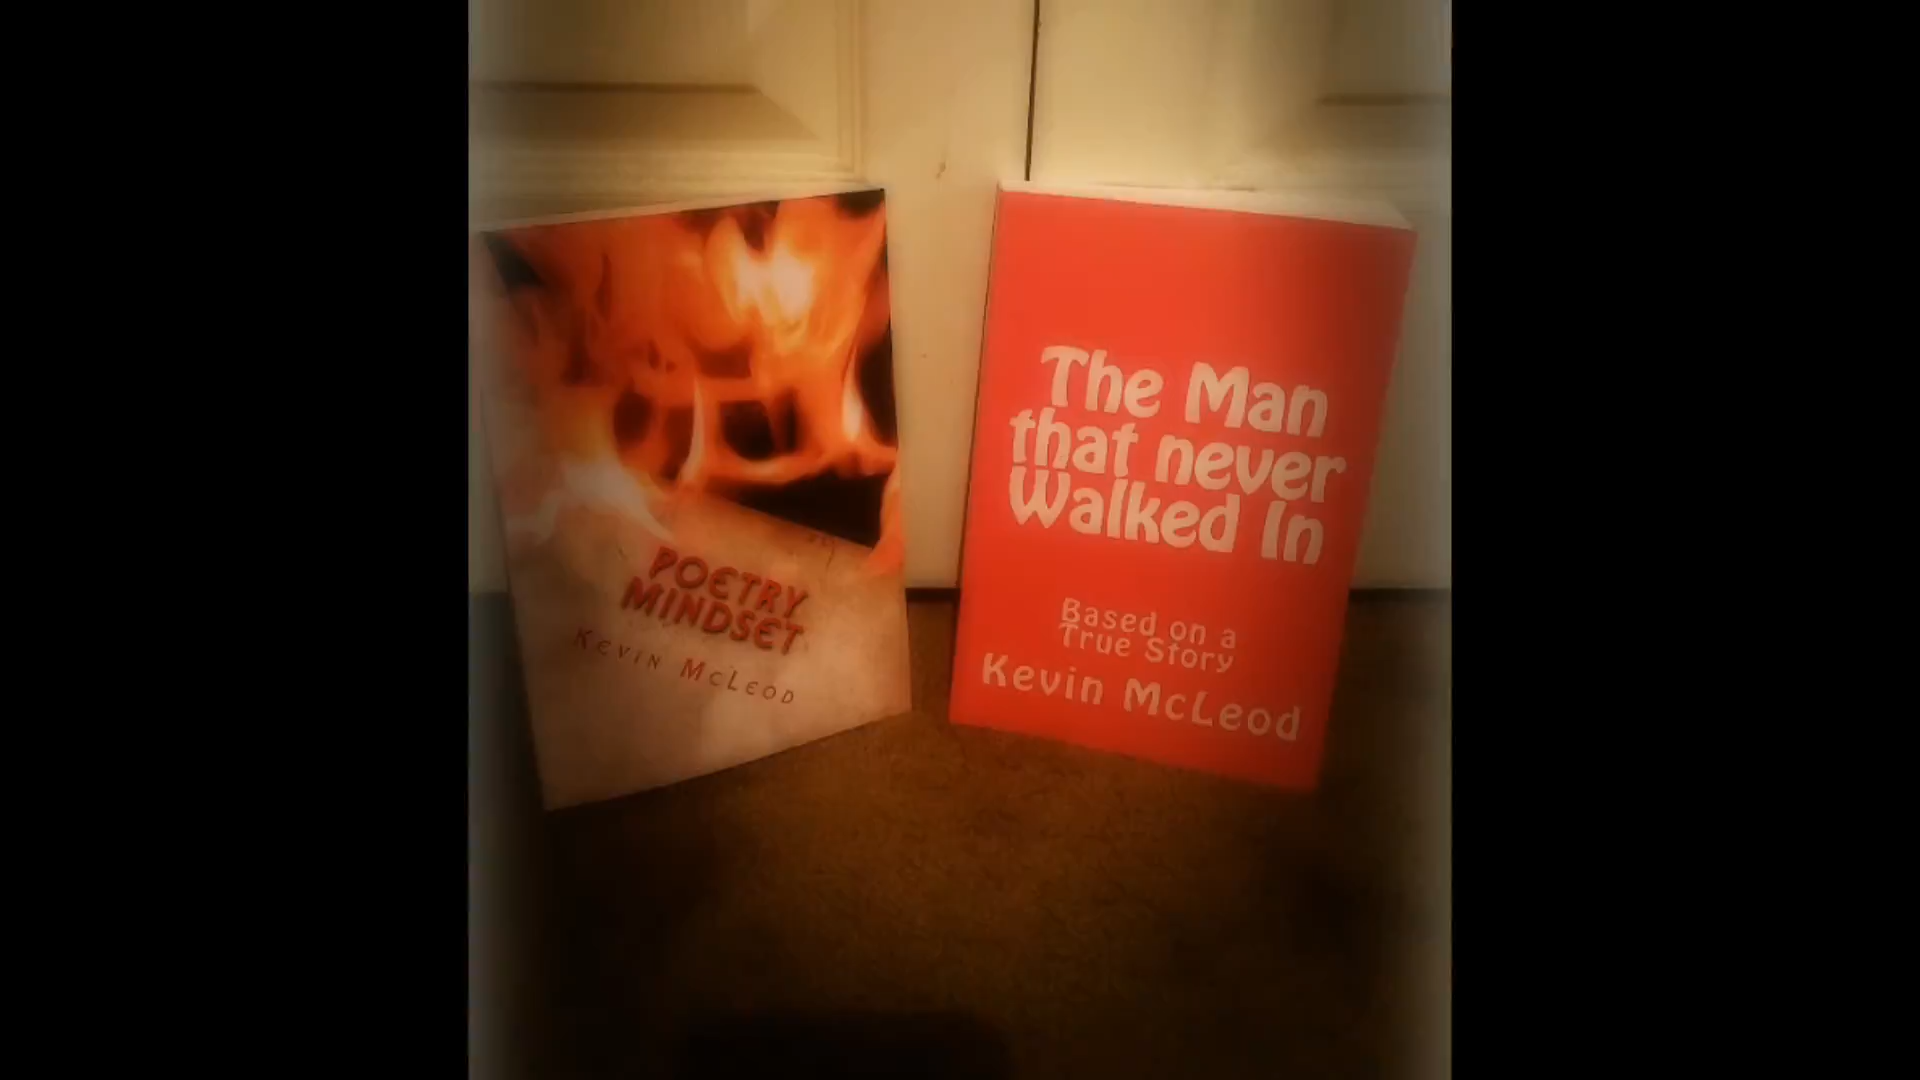 POETRY
MINDSET
KEVIN McLEOD
The Man
that never
Walked In
Based on a
True Story
Kevin McLeod